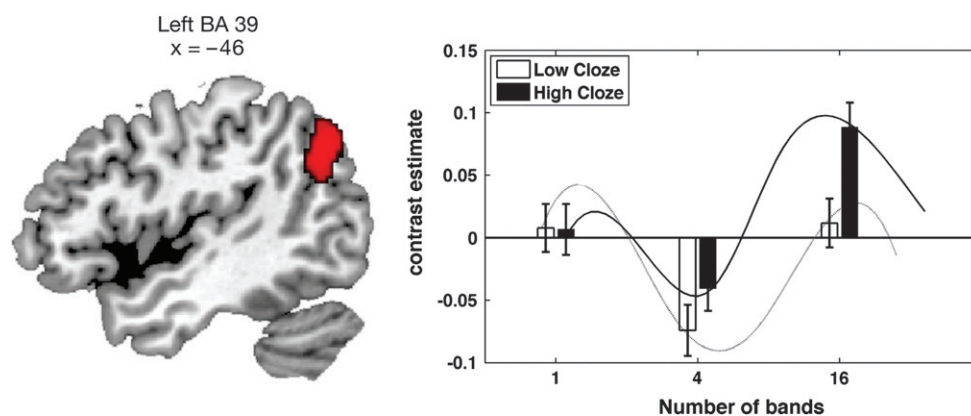 Left BA 39
x = −46
0.15
0.1
0.05
0
-0.05
-0.1
contrast estimate
Low Cloze
High Cloze
1
4
16
Number of bands